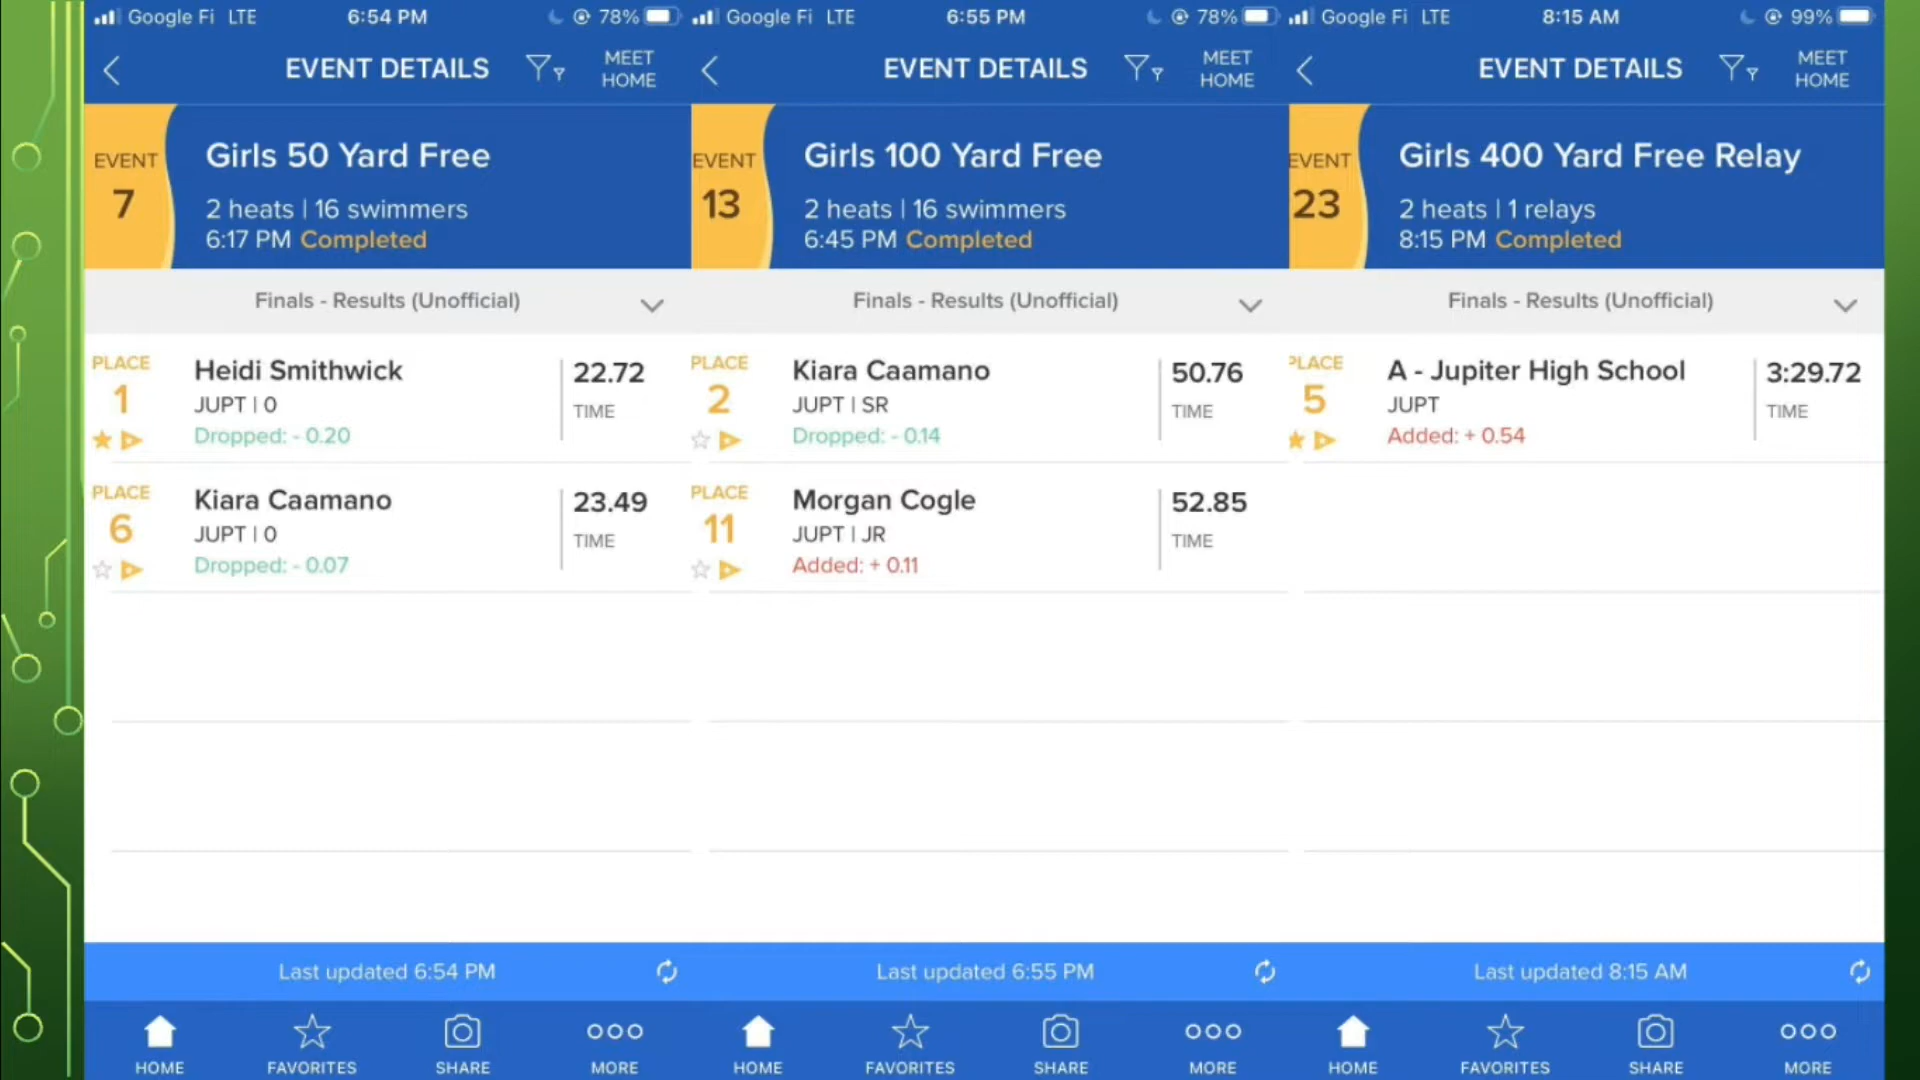 Google Fi LTE 6:54 PM 78%
EVENT DETAILS
MEET
HOME
EVENT
7
Girls 50 Yard Free
2 heats | 16 swimmers
6:17 PM Completed
Finals - Results (Unofficial)
PLACE
1
Heidi Smithwick
JUPT | 0
Dropped: - 0.20
22.72
TIME
PLACE
6
Kiara Caamano
JUPT | 0
Dropped: - 0.07
23.49
TIME
Last updated 6:54 PM
HOME FAVORITES SHARE MORE
Google Fi LTE 6:55 PM 78%
EVENT DETAILS
MEET
HOME
EVENT
13
Girls 100 Yard Free
2 heats | 16 swimmers
6:45 PM Completed
Finals - Results (Unofficial)
PLACE
2
Kiara Caamano
JUPT | SR
Dropped: - 0.14
50.76
TIME
PLACE
11
Morgan Cogle
JUPT | JR
Added: + 0.11
52.85
TIME
Last updated 6:55 PM
HOME FAVORITES SHARE MORE
Google Fi LTE 8:15 AM 99%
EVENT DETAILS
MEET
HOME
EVENT
23
Girls 400 Yard Free Relay
2 heats | 1 relays
8:15 PM Completed
Finals - Results (Unofficial)
PLACE
5
A - Jupiter High School
JUPT
Added: + 0.54
3:29.72
TIME
Last updated 8:15 AM
HOME FAVORITES SHARE MORE